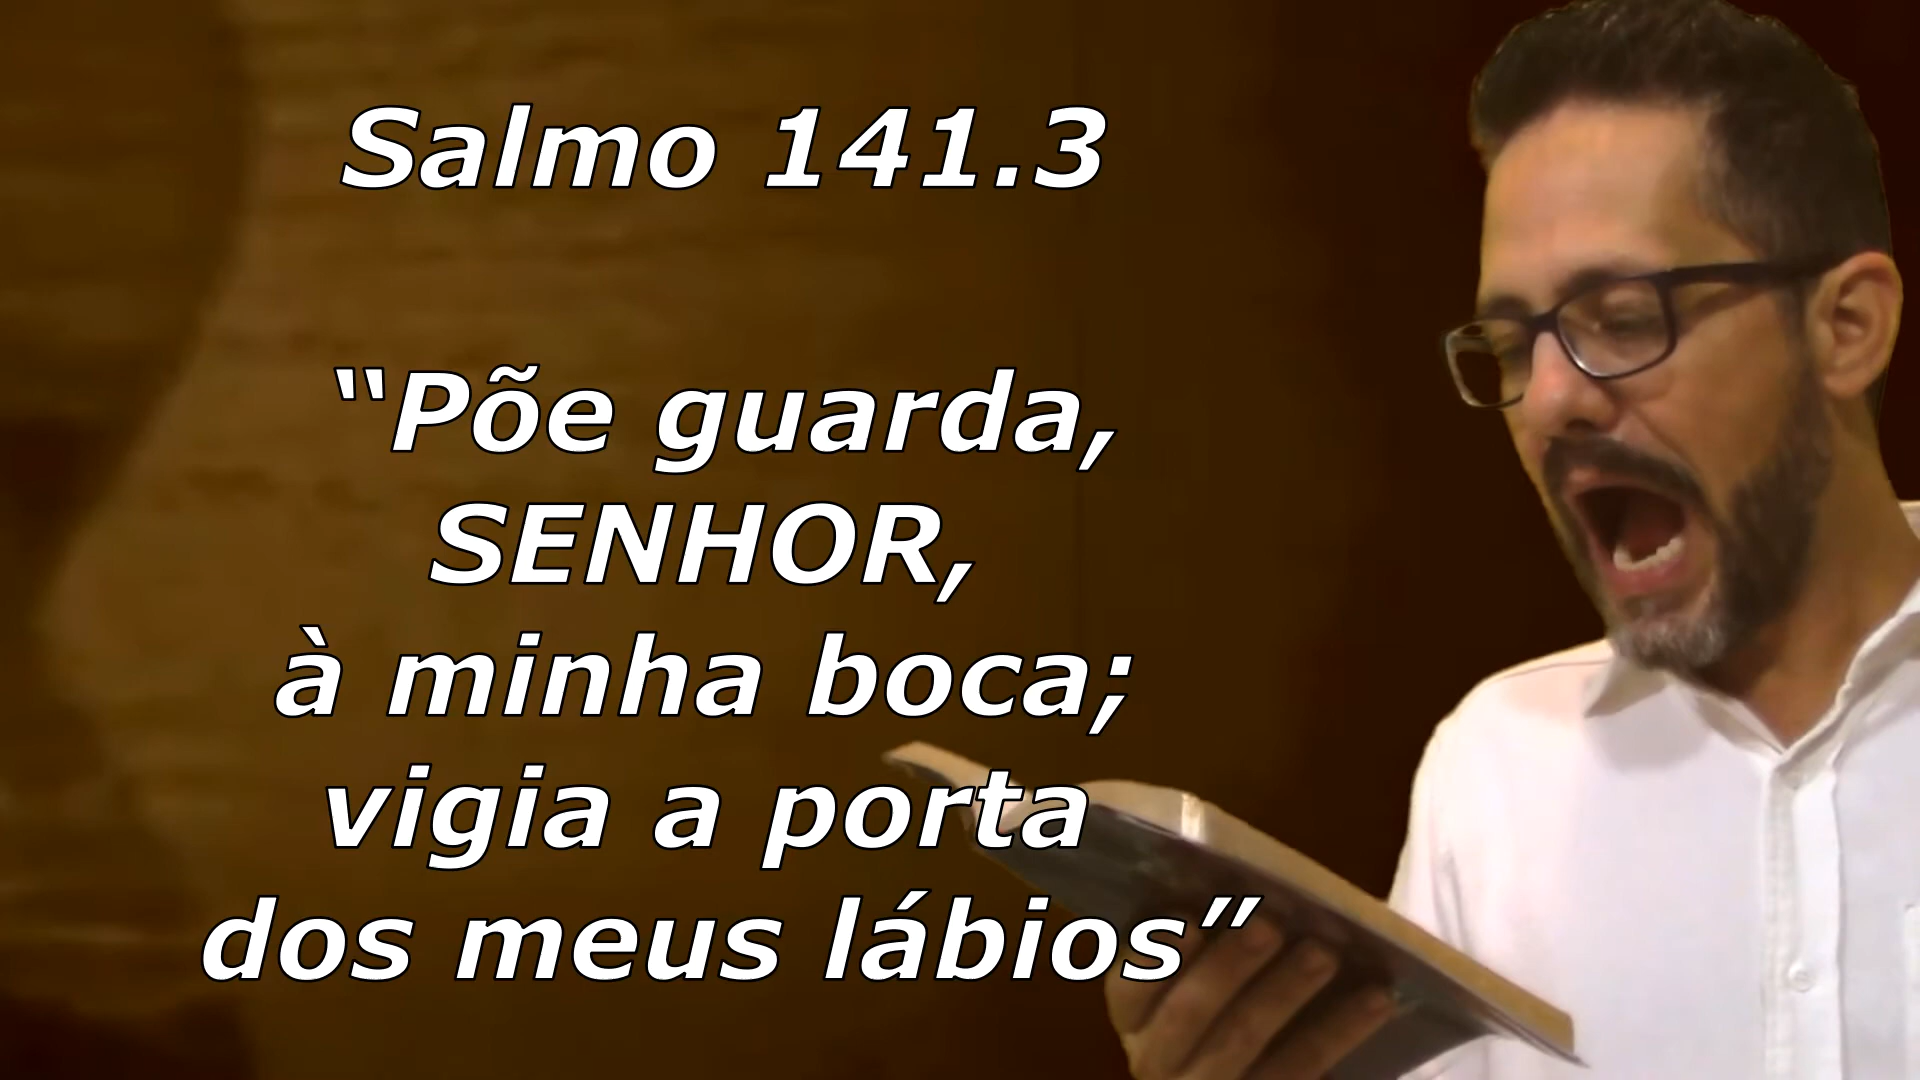 Salmo 141.3
“Põe guarda,
SENHOR,
à minha boca;
vigia a porta
dos meus lábios”